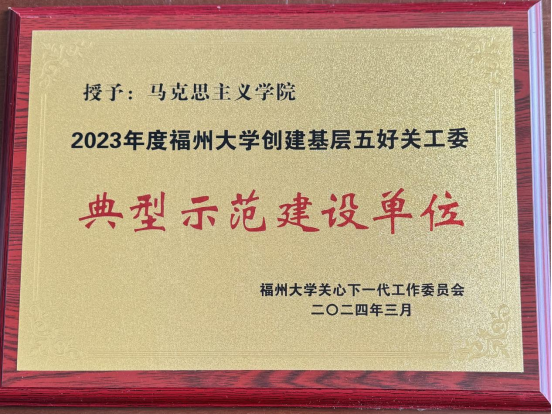 授予：马克思主义学院
2023年度福州大学创建基层五好关工委
典型示范建设单位
福州大学关心下一代工作委员会
二〇二四年三月